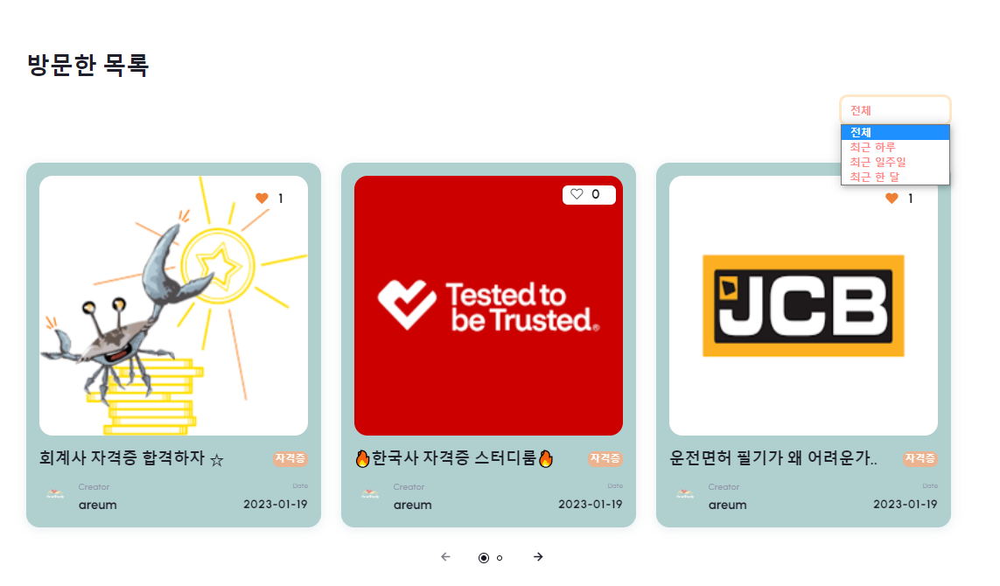 방문한 목록
전체
전체
최근 하루
최근 일주일
최근 한 달
1
0
1
Tested to
be Trusted.®
JCB
회계사 자격증 합격하자 ☆
자격증
🔥한국사 자격증 스터디룸🔥
자격증
운전면허 필기가 왜 어려운가..
자격증
Creator
Date
areum
2023-01-19
Creator
Date
areum
2023-01-19
Creator
Date
areum
2023-01-19